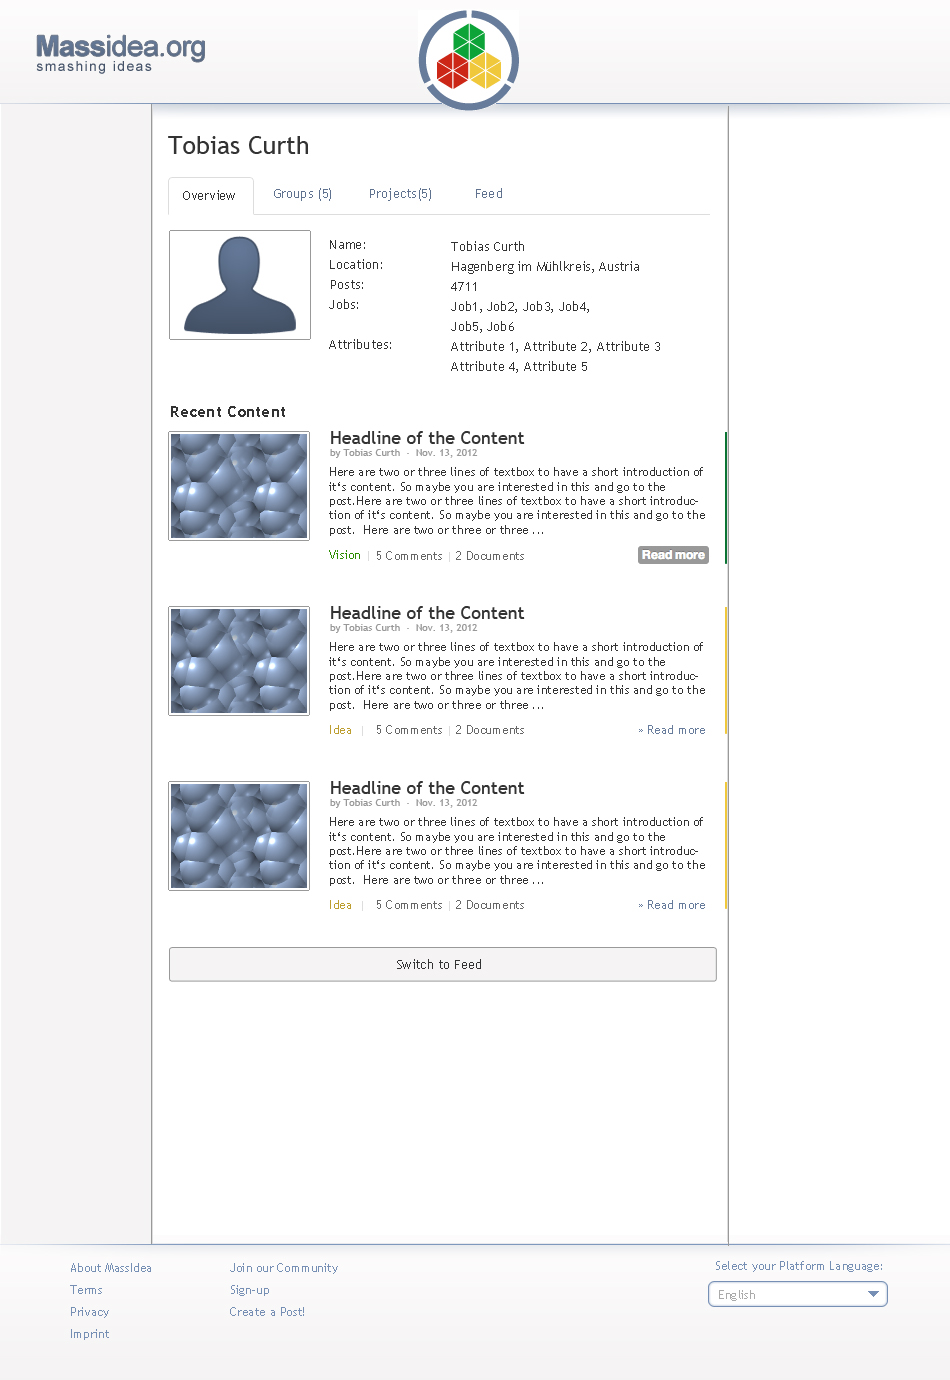 Massidea.org
smashing ideas
Tobias Curth
Overview
Groups (5)
Projects(5)
Feed
Name:
Tobias Curth
Location:
Hagenberg im Mühlkreis, Austria
Posts:
4711
Jobs:
Job1, Job2, Job3, Job4,
Job5, Job6
Attributes:
Attribute 1, Attribute 2, Attribute 3
Attribute 4, Attribute 5
Recent Content
Headline of the Content
by Tobias Curth - Nov. 13, 2012
Here are two or three lines of textbox to have a short introduction of
it's content. So maybe you are interested in this and go to the
post.Here are two or three lines of textbox to have a short introduc-
tion of it's content. So maybe you are interested in this and go to the
post. Here are two or three or three ...
Vision | 5 Comments | 2 Documents
Read more
Headline of the Content
by Tobias Curth - Nov. 13, 2012
Here are two or three lines of textbox to have a short introduction of
it's content. So maybe you are interested in this and go to the
post.Here are two or three lines of textbox to have a short introduc-
tion of it's content. So maybe you are interested in this and go to the
post. Here are two or three or three ...
Idea | 5 Comments | 2 Documents
» Read more
Headline of the Content
by Tobias Curth - Nov. 13, 2012
Here are two or three lines of textbox to have a short introduction of
it's content. So maybe you are interested in this and go to the
post.Here are two or three lines of textbox to have a short introduc-
tion of it's content. So maybe you are interested in this and go to the
post. Here are two or three or three ...
Idea | 5 Comments | 2 Documents
» Read more
Switch to Feed
About MassIdea
Terms
Privacy
Imprint
Join our Community
Sign-up
Create a Post!
Select your Platform Language:
English